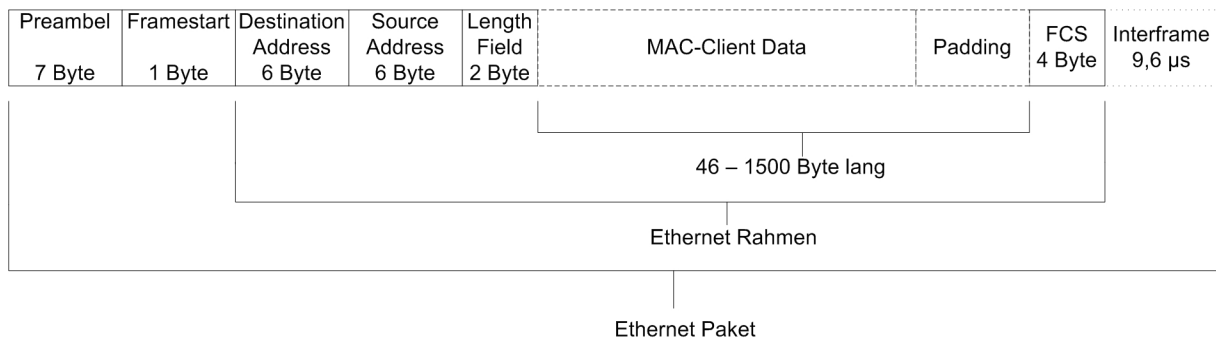 Preambel
7 Byte
Framestart
1 Byte
Destination
Address
6 Byte
Source
Address
6 Byte
Length
Field
2 Byte
MAC-Client Data
Padding
FCS
4 Byte
Interframe
9,6 µs
46 – 1500 Byte lang
Ethernet Rahmen
Ethernet Paket